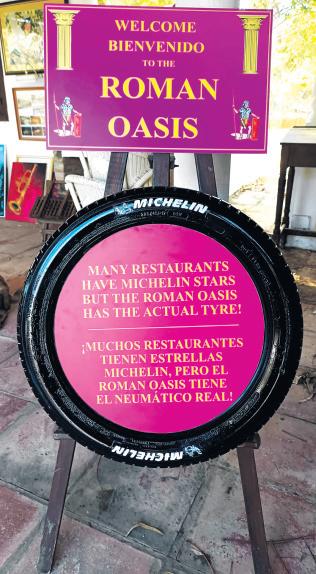 WELCOME
BIENVENIDO
TO THE
ROMAN
OASIS
MICHELIN
MANY RESTAURANTS
HAVE MICHELIN STARS
BUT THE ROMAN OASIS
HAS THE ACTUAL TYRE!
¡MUCHOS RESTAURANTES
TIENEN ESTRELLAS
MICHELIN, PERO EL
ROMAN OASIS TIENE
EL NEUMÁTICO REAL!
MICHELIN